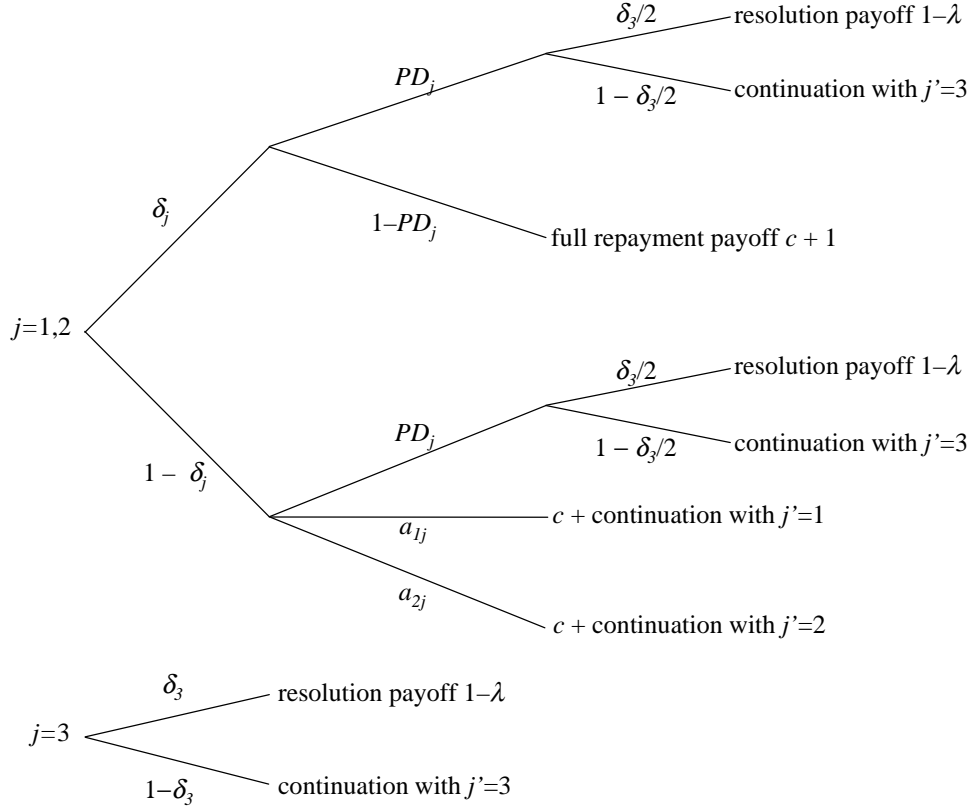 δ3/2
resolution payoff 1–λ
PDj
1 – δ3/2
continuation with j’=3
δj
1–PDj
full repayment payoff c + 1
j=1,2
δ3/2
resolution payoff 1–λ
PDj
1 – δ3/2
continuation with j’=3
1 – δj
a1j
c + continuation with j’=1
a2j
c + continuation with j’=2
δ3
resolution payoff 1–λ
j=3
1–δ3
continuation with j’=3